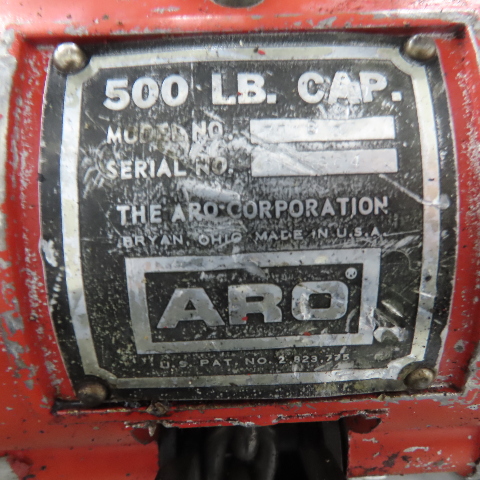 500 LB. CAP.
MODEL NO.
SERIAL NO.
THE ARO CORPORATION
BRYAN, OHIO MADE IN U.S.A.
ARO®
U.S. PAT. NO. 2,823,775